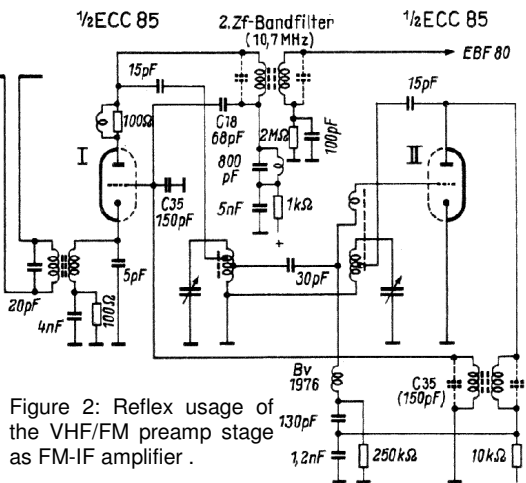 ½ECC 85
2.Zf-Bandfilter
(10,7 MHz)
½ECC 85
EBF 80
15pF
15pF
100Ω
C18
68pF
2MΩ
100pF
I
II
800
pF
C35
150pF
5nF
1kΩ
+
5pF
30pF
20pF
4nF
100Ω
Bv
1976
C35
(150pF)
130pF
1,2nF
250kΩ
10kΩ
Figure 2: Reflex usage of
the VHF/FM preamp stage
as FM-IF amplifier .